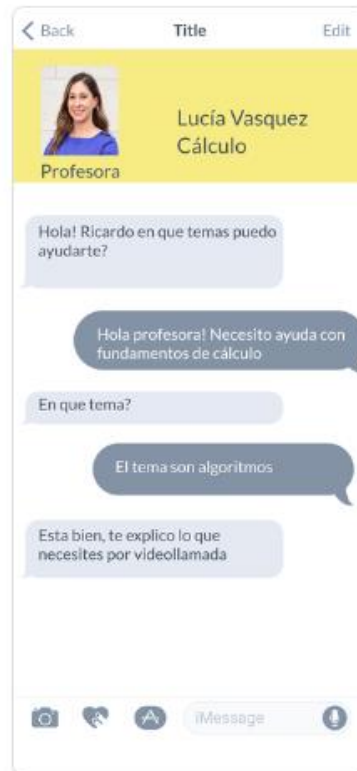 Back Title Edit
Lucía Vasquez
Cálculo
Profesora
Hola! Ricardo en que temas puedo
ayudarte?
Hola profesora! Necesito ayuda con
fundamentos de cálculo
En que tema?
El tema son algoritmos
Esta bien, te explico lo que
necesites por videollamada
iMessage